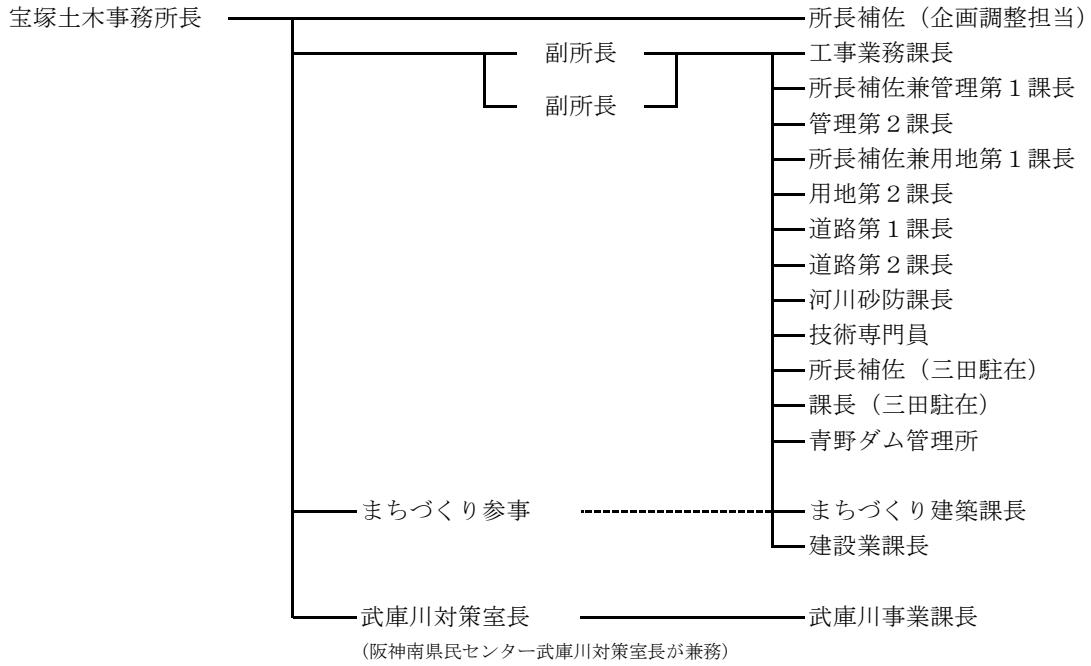 宝塚土木事務所長 所長補佐（企画調整担当）
副所長 工事業務課長
所長補佐兼管理第１課長
副所長
管理第２課長
所長補佐兼用地第１課長
用地第２課長
道路第１課長
道路第２課長
河川砂防課長
技術専門員
所長補佐（三田駐在）
課長（三田駐在）
青野ダム管理所
まちづくり参事 まちづくり建築課長
建設業課長
武庫川対策室長 武庫川事業課長
(阪神南県民センター武庫川対策室長が兼務)